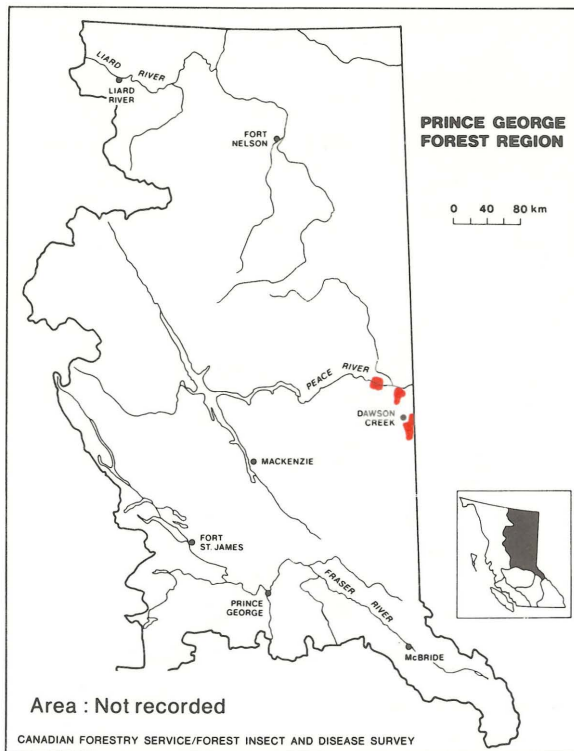 LIARD RIVER
LIARD
RIVER
FORT
NELSON
PRINCE GEORGE
FOREST REGION
0 40 80 km
PEACE RIVER
DAWSON
CREEK
MACKENZIE
FORT
ST. JAMES
PRINCE
GEORGE
FRASER RIVER
McBRIDE
Area : Not recorded
CANADIAN FORESTRY SERVICE/FOREST INSECT AND DISEASE SURVEY